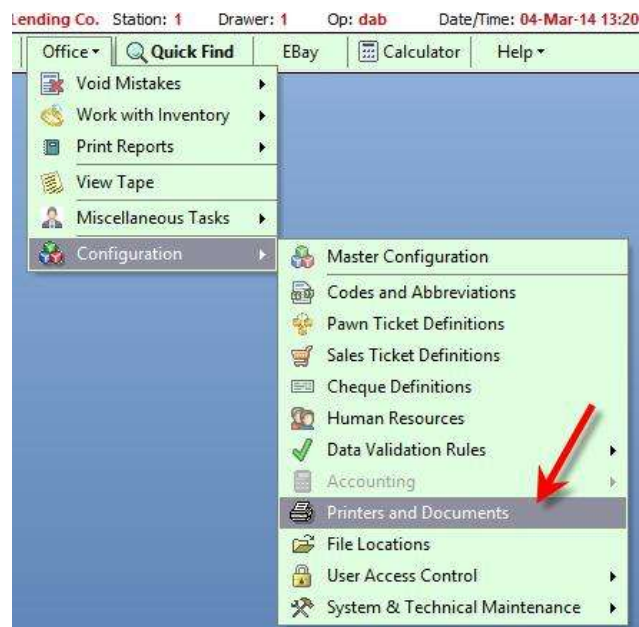 Lending Co. Station: 1 Drawer: 1 Op: dab Date/Time: 04-Mar-14 13:20
Office Quick Find EBay Calculator Help
Void Mistakes
Work with Inventory
Print Reports
View Tape
Miscellaneous Tasks
Configuration
Master Configuration
Codes and Abbreviations
Pawn Ticket Definitions
Sales Ticket Definitions
Cheque Definitions
Human Resources
Data Validation Rules
Accounting
Printers and Documents
File Locations
User Access Control
System & Technical Maintenance